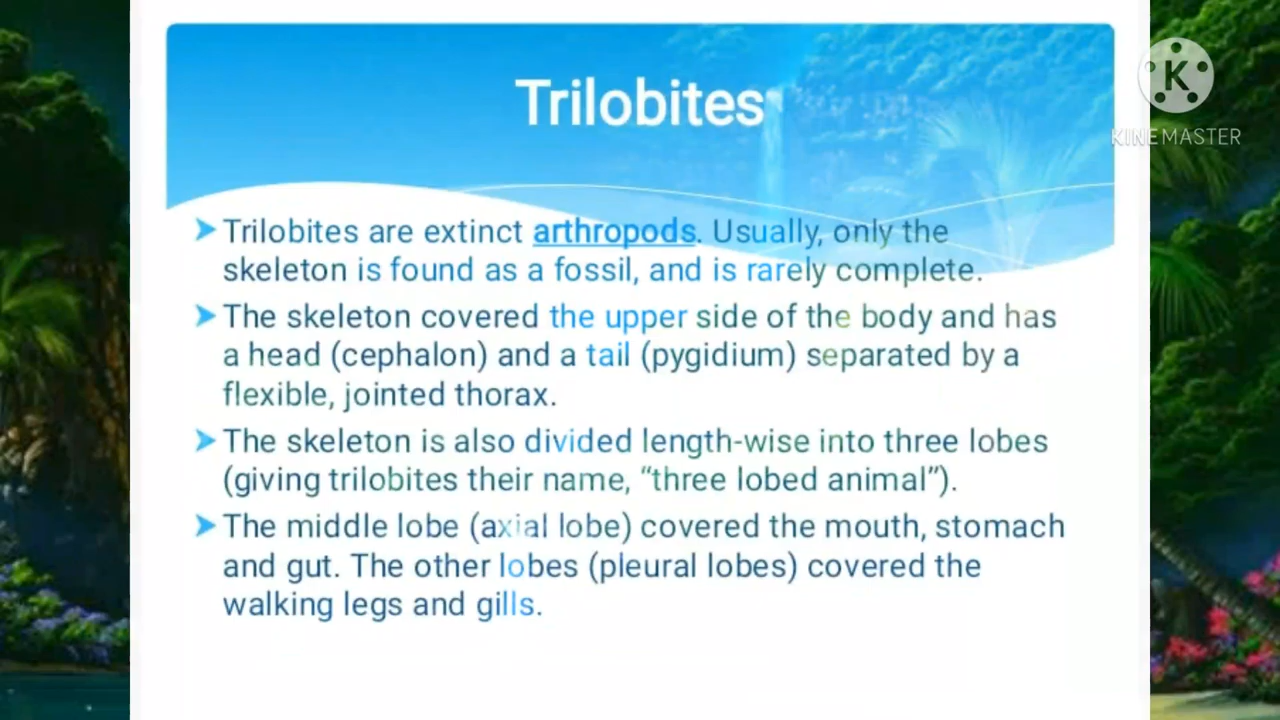 Trilobites
K
KINEMASTER
➤Trilobites are extinct arthropods. Usually, only the
skeleton is found as a fossil, and is rarely complete.
➤The skeleton covered the upper side of the body and has
a head (cephalon) and a tail (pygidium) separated by a
flexible, jointed thorax.
➤The skeleton is also divided length-wise into three lobes
(giving trilobites their name, “three lobed animal”).
➤The middle lobe (axial lobe) covered the mouth, stomach
and gut. The other lobes (pleural lobes) covered the
walking legs and gills.